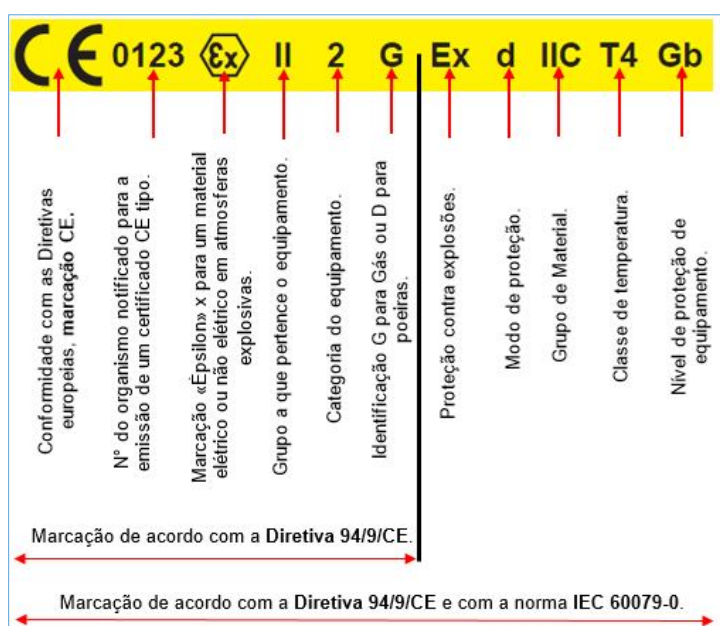 CE 0123 Ex II 2 G Ex d IIC T4 Gb
Conformidade com as Diretivas
europeias, marcação CE.
Nº do organismo notificado para a
emissão de um certificado CE tipo.
Marcação «Épsilon» x para um material
elétrico ou não elétrico em atmosferas
explosivas.
Grupo a que pertence o equipamento.
Categoria do equipamento.
Identificação G para Gás ou D para
poeiras.
Proteção contra explosões.
Modo de proteção.
Grupo de Material.
Classe de temperatura.
Nível de proteção de
equipamento.
Marcação de acordo com a Diretiva 94/9/CE.
Marcação de acordo com a Diretiva 94/9/CE e com a norma IEC 60079-0.